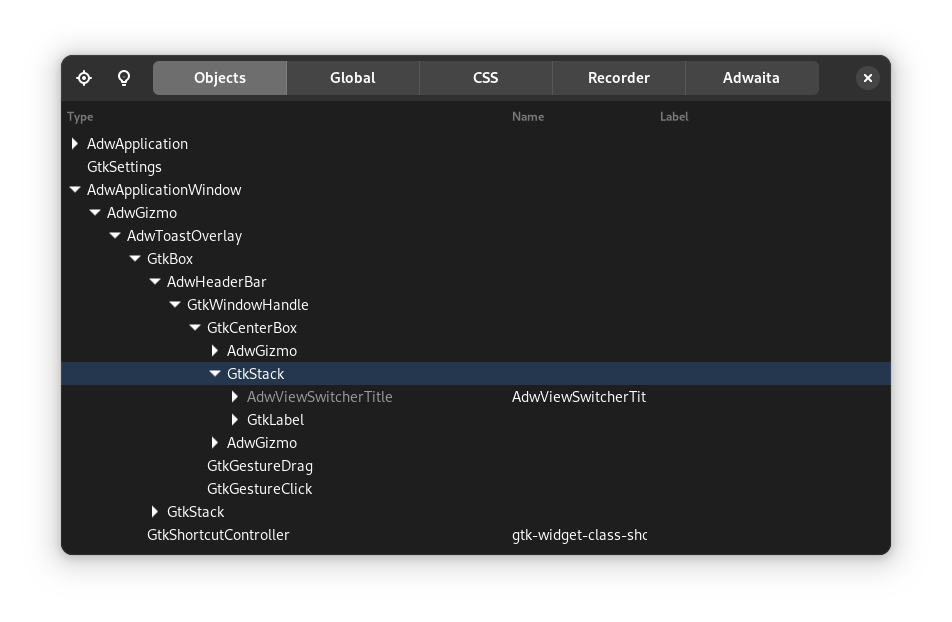 Objects Global CSS Recorder Adwaita
Type Name Label
AdwApplication
GtkSettings
AdwApplicationWindow
AdwGizmo
AdwToastOverlay
GtkBox
AdwHeaderBar
GtkWindowHandle
GtkCenterBox
AdwGizmo
GtkStack
AdwViewSwitcherTitle AdwViewSwitcherTit
GtkLabel
AdwGizmo
GtkGestureDrag
GtkGestureClick
GtkStack
GtkShortcutController gtk-widget-class-sho